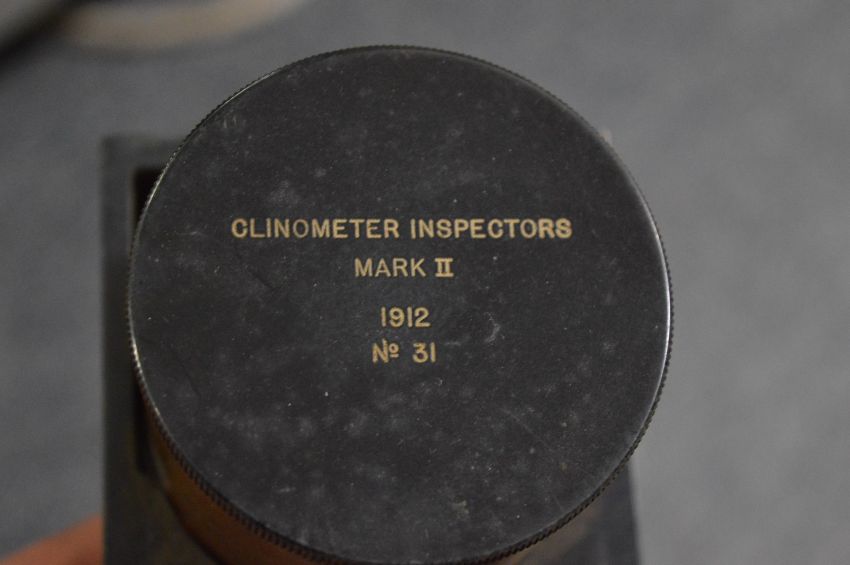 CLINOMETER INSPECTORS
MARK II
1912
Nº 31